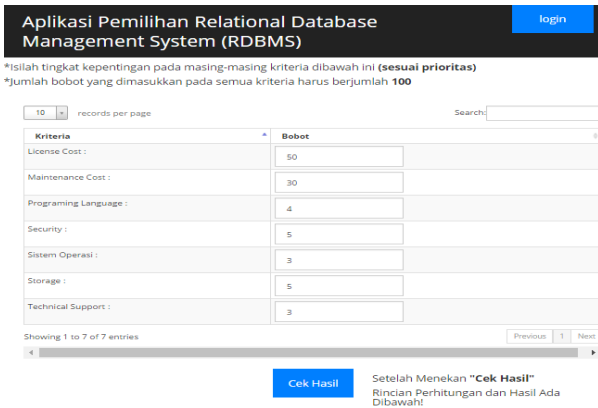 Aplikasi Pemilihan Relational Database
Management System (RDBMS)
login
*Isilah tingkat kepentingan pada masing-masing kriteria dibawah ini (sesuai prioritas)
*Jumlah bobot yang dimasukkan pada semua kriteria harus berjumlah 100
10 records per page
Search:
Kriteria Bobot
License Cost : 50
Maintenance Cost : 30
Programing Language : 4
Security : 5
Sistem Operasi : 3
Storage : 5
Technical Support : 3
Showing 1 to 7 of 7 entries
Previous 1 Next
Cek Hasil
Setelah Menekan "Cek Hasil"
Rincian Perhitungan dan Hasil Ada
Dibawah!